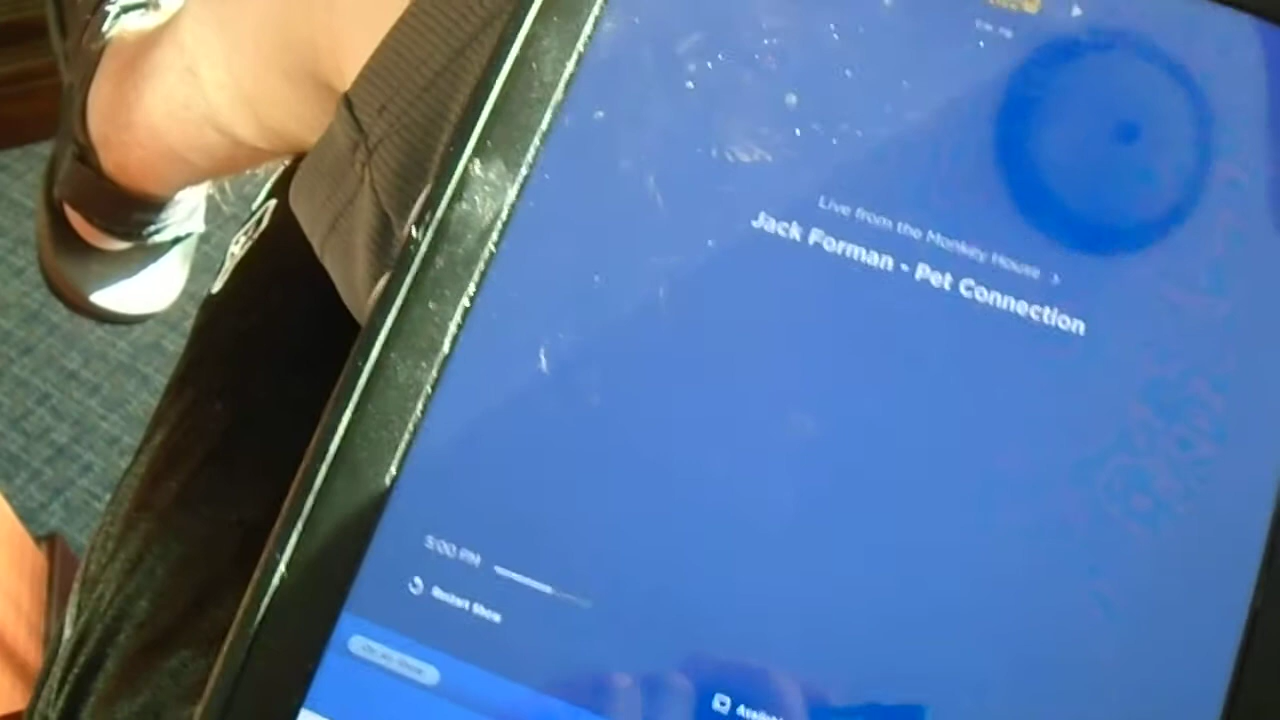 Live from the Monkey House
Jack Forman - Pet Connection
5:00 PM
Restart Show